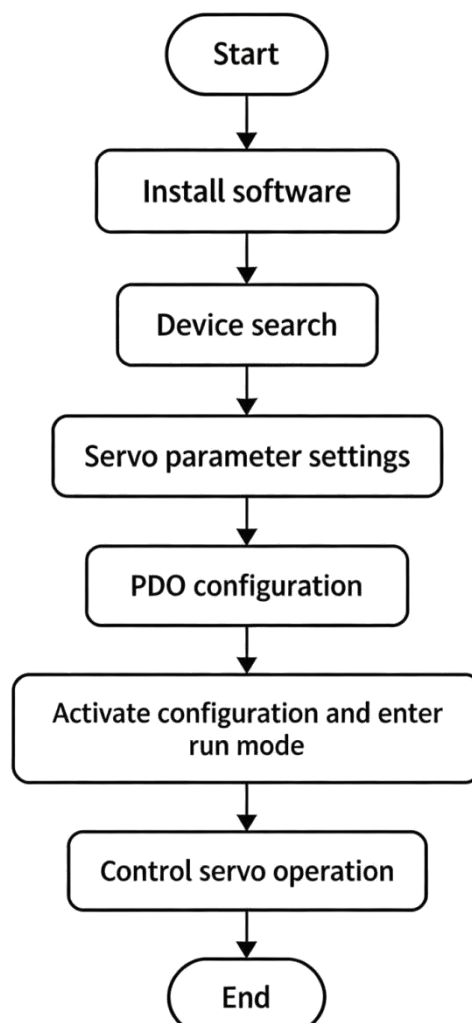 Start
Install software
Device search
Servo parameter settings
PDO configuration
Activate configuration and enter
run mode
Control servo operation
End